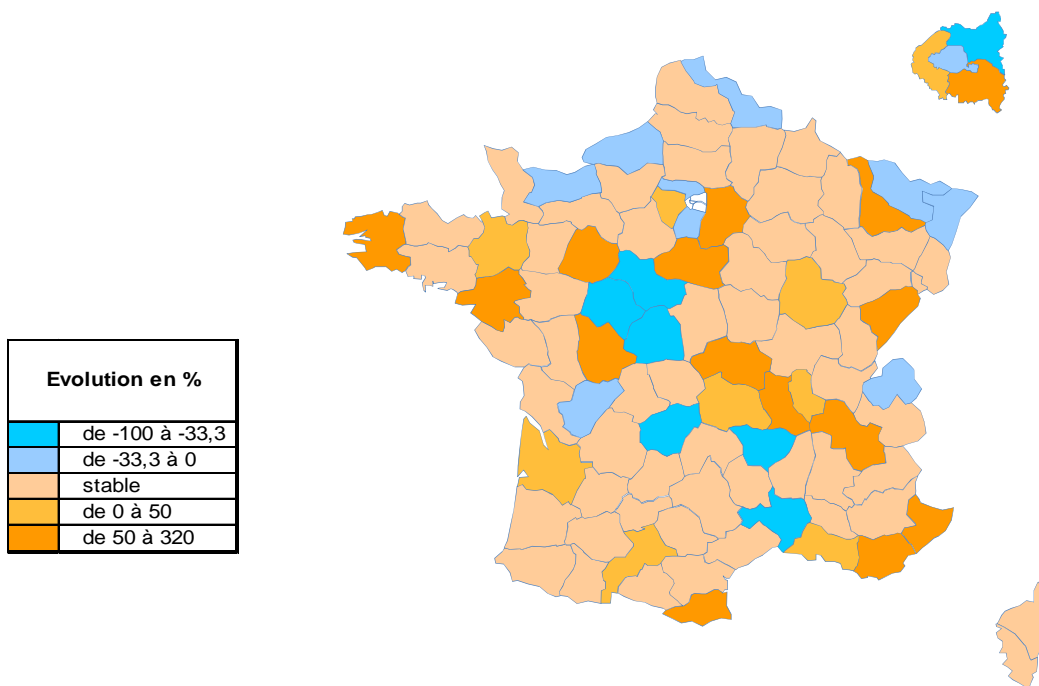 Evolution en %
de -100 à -33,3
de -33,3 à 0
stable
de 0 à 50
de 50 à 320